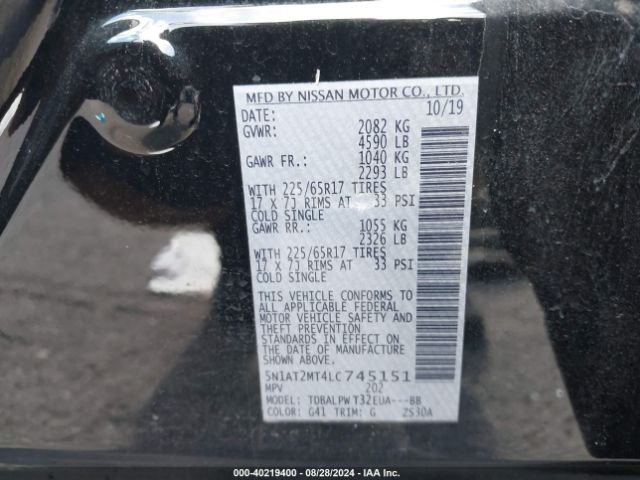 MFD BY NISSAN MOTOR CO., LTD.
DATE: 10/19
GVWR: 2082 KG
4590 LB
GAWR FR.: 1040 KG
2293 LB
WITH 225/65R17 TIRES
17 X 7J RIMS AT 33 PSI
COLD SINGLE
GAWR RR.: 1055 KG
2326 LB
WITH 225/65R17 TIRES
17 X 7J RIMS AT 33 PSI
COLD SINGLE
THIS VEHICLE CONFORMS TO
ALL APPLICABLE FEDERAL
MOTOR VEHICLE SAFETY AND
THEFT PREVENTION
STANDARDS IN EFFECT ON
THE DATE OF MANUFACTURE
SHOWN ABOVE.
5N1AT2MT4LC745151
MPV 202
MODEL: TDBALPW T32EUA---BB
COLOR: G41 TRIM: G ZS30A
000-40219400 - 08/28/2024 - IAA Inc.